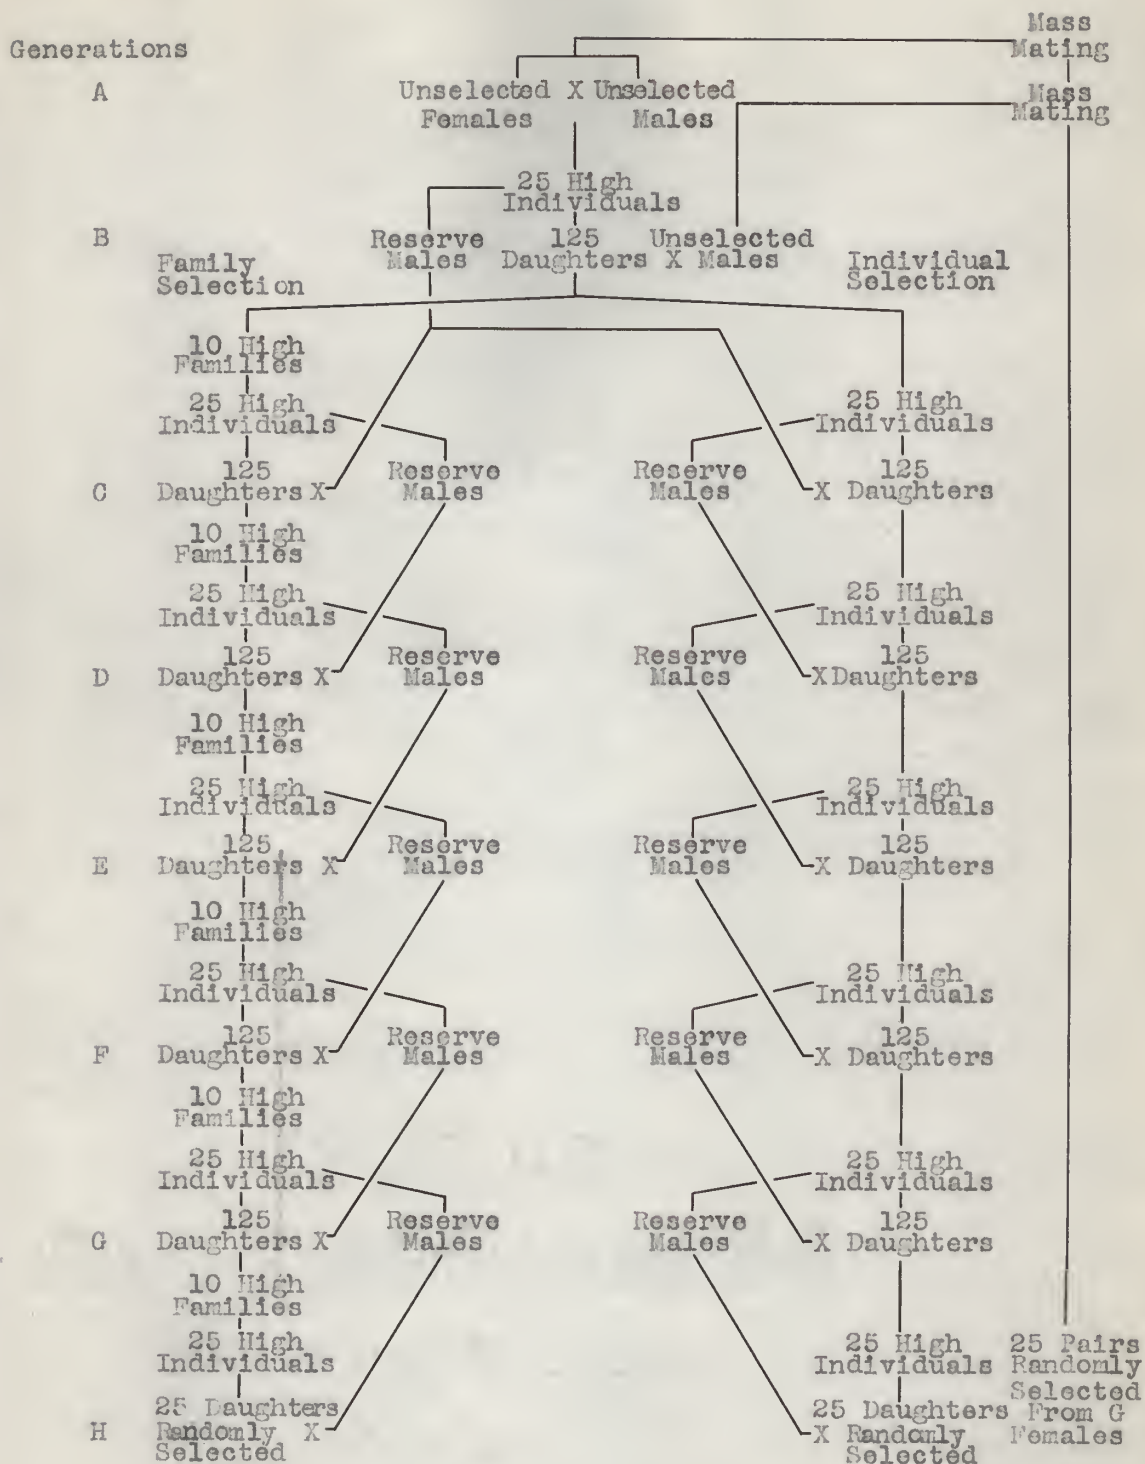 Mass
Generations Mating
A Unselected X Unselected Mass
Females Males Mating
25 High
Individuals
B Reserve 125 Unselected
Males Daughters X Males
Family Individual
Selection Selection
10 High
Families
25 High 25 High
Individuals Individuals
125 Reserve Reserve 125
C Daughters X Males Males X Daughters
10 High
Families
25 High 25 High
Individuals Individuals
125 Reserve Reserve 125
D Daughters X Males Males X Daughters
10 High
Families
25 High 25 High
Individuals Individuals
125 Reserve Reserve 125
E Daughters X Males Males X Daughters
10 High
Families
25 High 25 High
Individuals Individuals
125 Reserve Reserve 125
F Daughters X Males Males X Daughters
10 High
Families
25 High 25 High
Individuals Individuals
125 Reserve Reserve 125
G Daughters X Males Males X Daughters
10 High
Families
25 High 25 High 25 Pairs
Individuals Individuals Randomly
Selected
25 Daughters 25 Daughters From G
H Randomly X X Randomly Females
Selected Selected